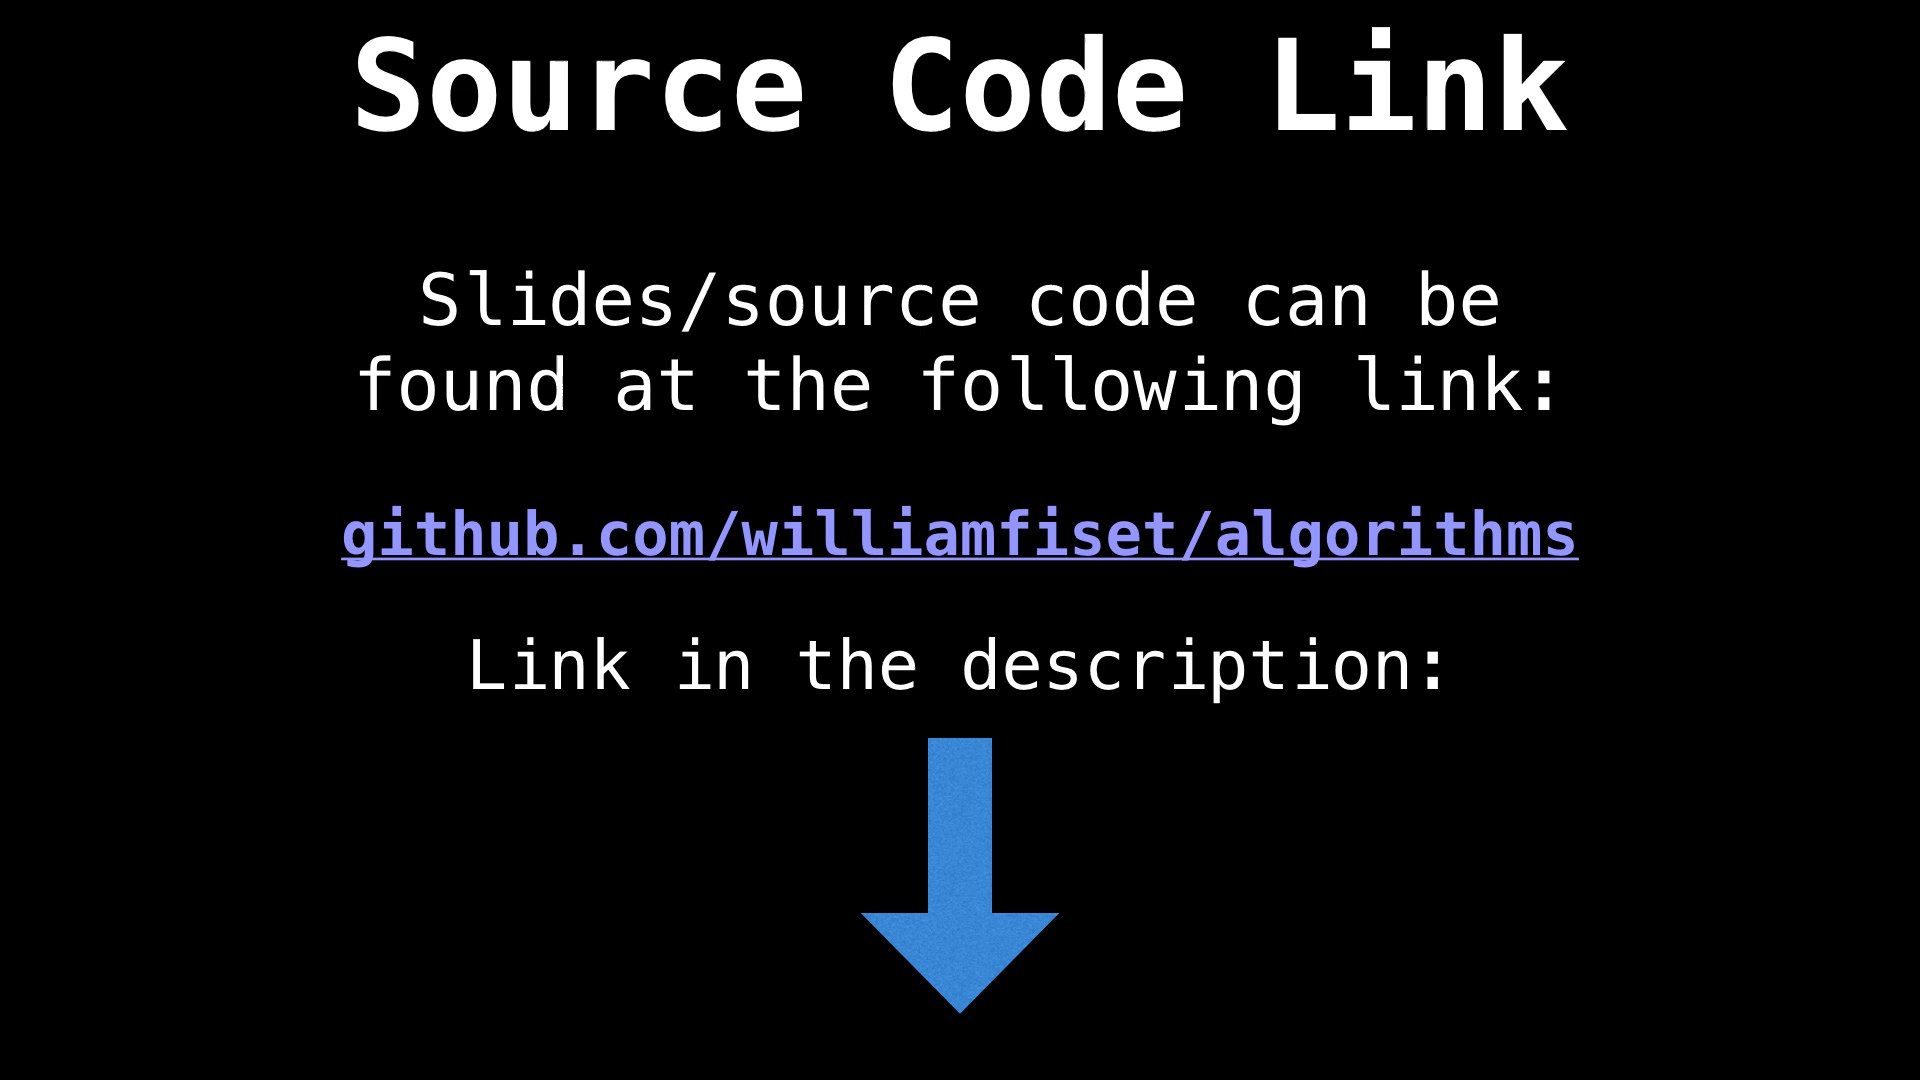 Source Code Link
Slides/source code can be
found at the following link:
github.com/williamfiset/algorithms
Link in the description: